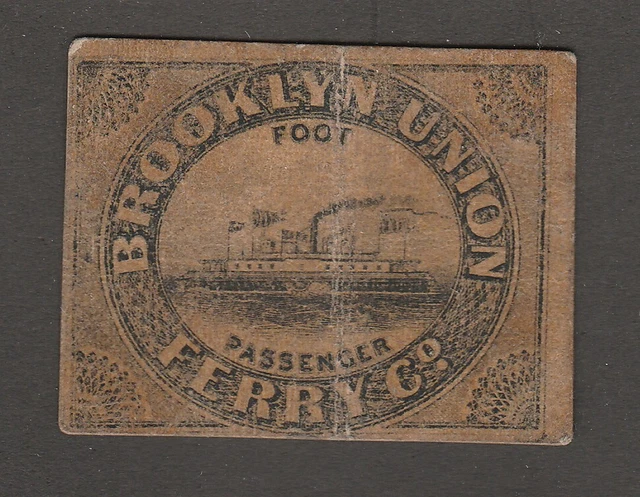 BROOKLYN UNION
FOOT
PASSENGER
FERRY Co.